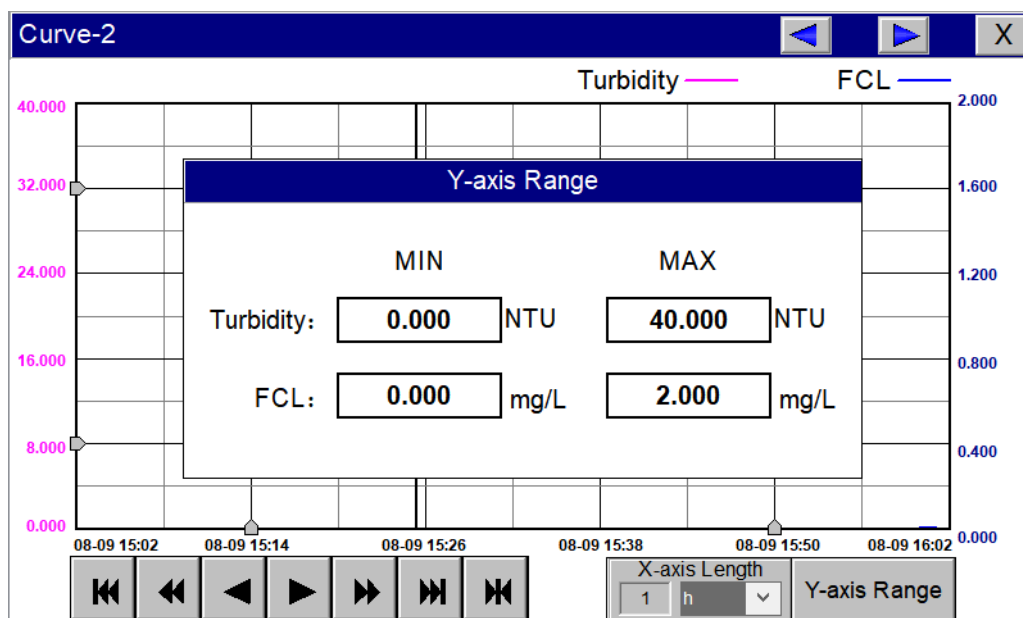 Curve-2 X
Turbidity FCL
40.000 2.000
Y-axis Range
32.000 1.600
MIN MAX
24.000 1.200
Turbidity: 0.000 NTU 40.000 NTU
16.000 0.800
FCL: 0.000 mg/L 2.000 mg/L
8.000 0.400
0.000 0.000
08-09 15:02 08-09 15:14 08-09 15:26 08-09 15:38 08-09 15:50 08-09 16:02
X-axis Length
1 h Y-axis Range